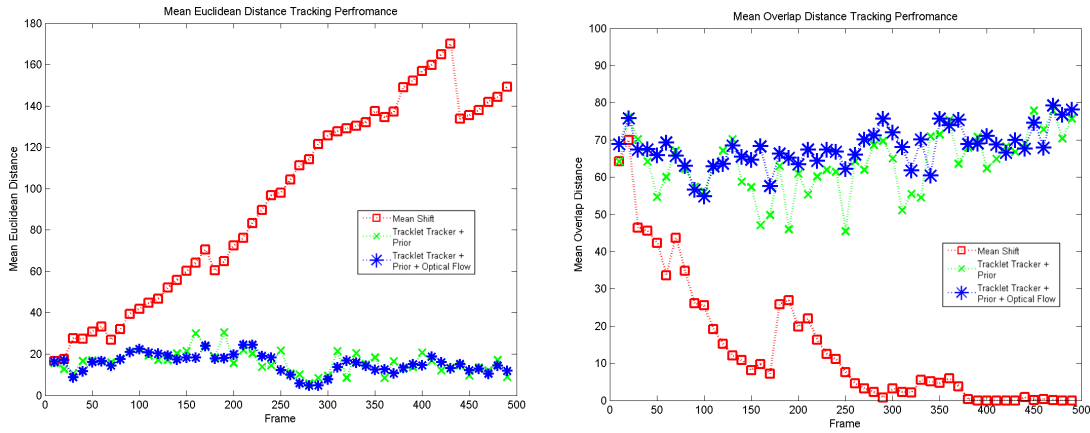 Mean Euclidean Distance Tracking Perfromance
180
160
140
120
100
80
60
40
20
0
Mean Euclidean Distance
Mean Shift
Tracklet Tracker +
Prior
Tracklet Tracker +
Prior + Optical Flow
0 50 100 150 200 250 300 350 400 450 500
Frame
Mean Overlap Distance Tracking Perfromance
100
90
80
70
60
50
40
30
20
10
0
Mean Overlap Distance
Mean Shift
Tracklet Tracker +
Prior
Tracklet Tracker +
Prior + Optical Flow
0 50 100 150 200 250 300 350 400 450 500
Frame